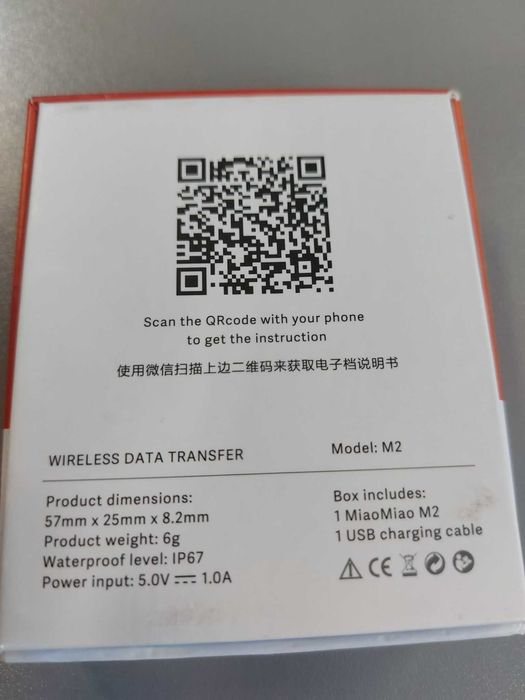 Scan the QRcode with your phone
to get the instruction
使用微信扫描上边二维码来获取电子档说明书
WIRELESS DATA TRANSFER
Model: M2
Product dimensions:
57mm x 25mm x 8.2mm
Product weight: 6g
Waterproof level: IP67
Power input: 5.0V ⎓ 1.0A
Box includes:
1 MiaoMiao M2
1 USB charging cable
CE